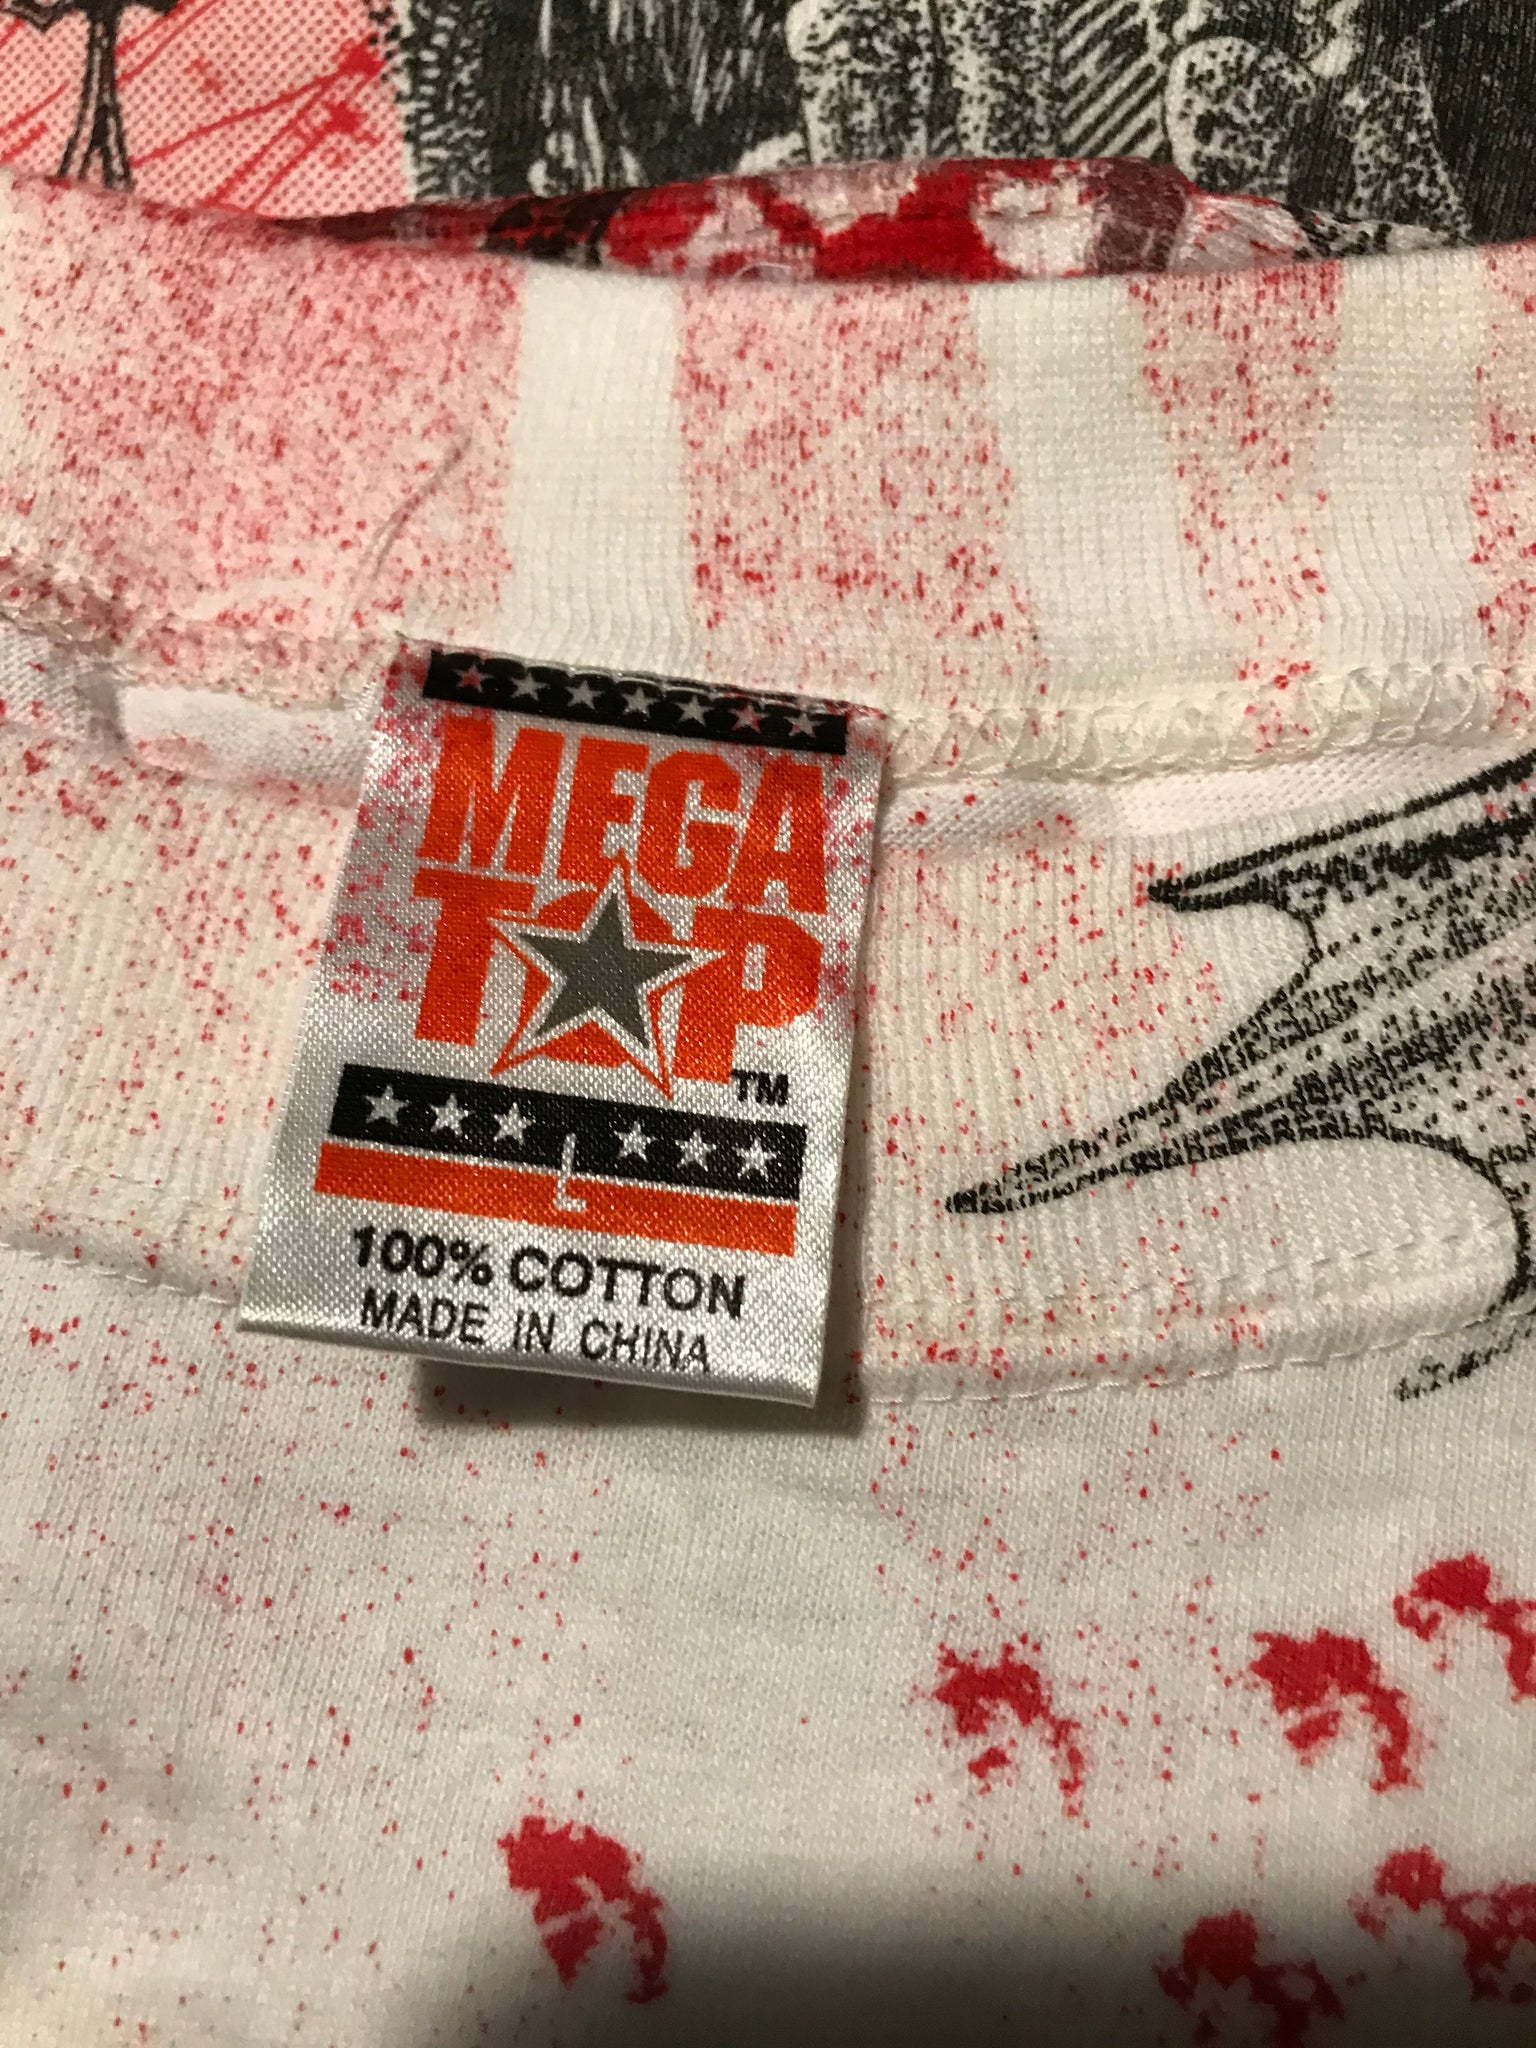 MEGA
TOP
TM
L
100% COTTON
MADE IN CHINA